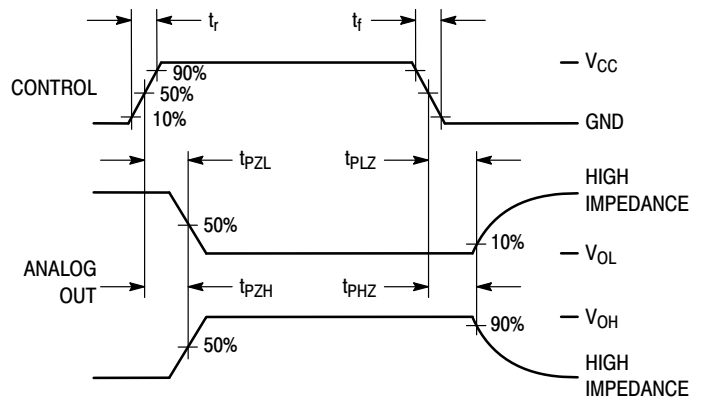 tr
tf
VCC
90%
CONTROL
50%
10%
GND
tPZL
tPLZ
HIGH
IMPEDANCE
50%
10%
ANALOG
OUT
VOL
tPZH
tPHZ
VOH
90%
50%
HIGH
IMPEDANCE